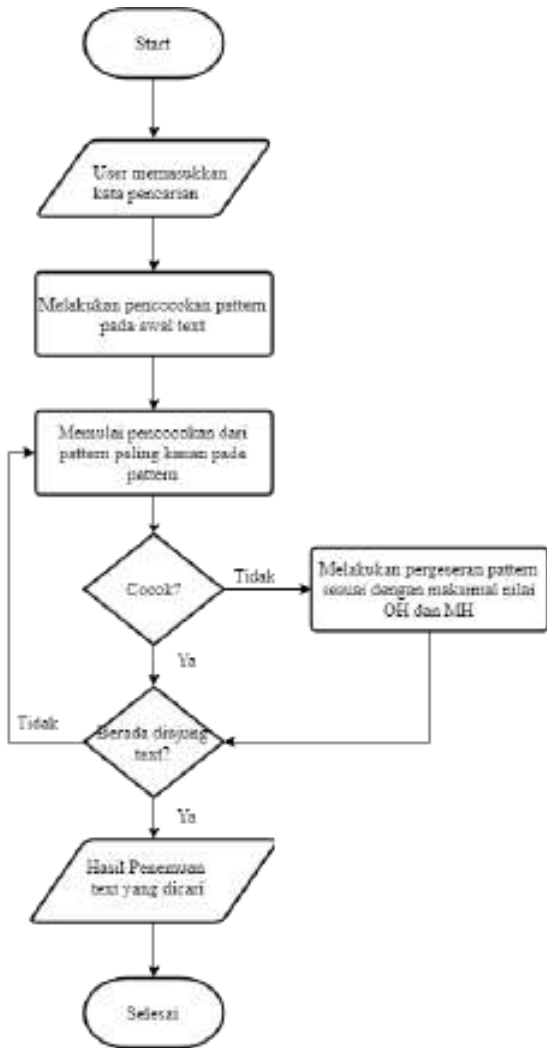 Start
User memasukkan
kata pencarian
Melakukan pencocokan pattern
pada awal text
Memulai pencocokan dari
pattern paling kanan pada
pattern
Cocok?
Tidak
Melakukan pergeseran pattern
sesuai dengan maksimal nilai
OH dan MH
Ya
Tidak
Berada diujung
text?
Ya
Hasil Penemuan
text yang dicari
Selesai